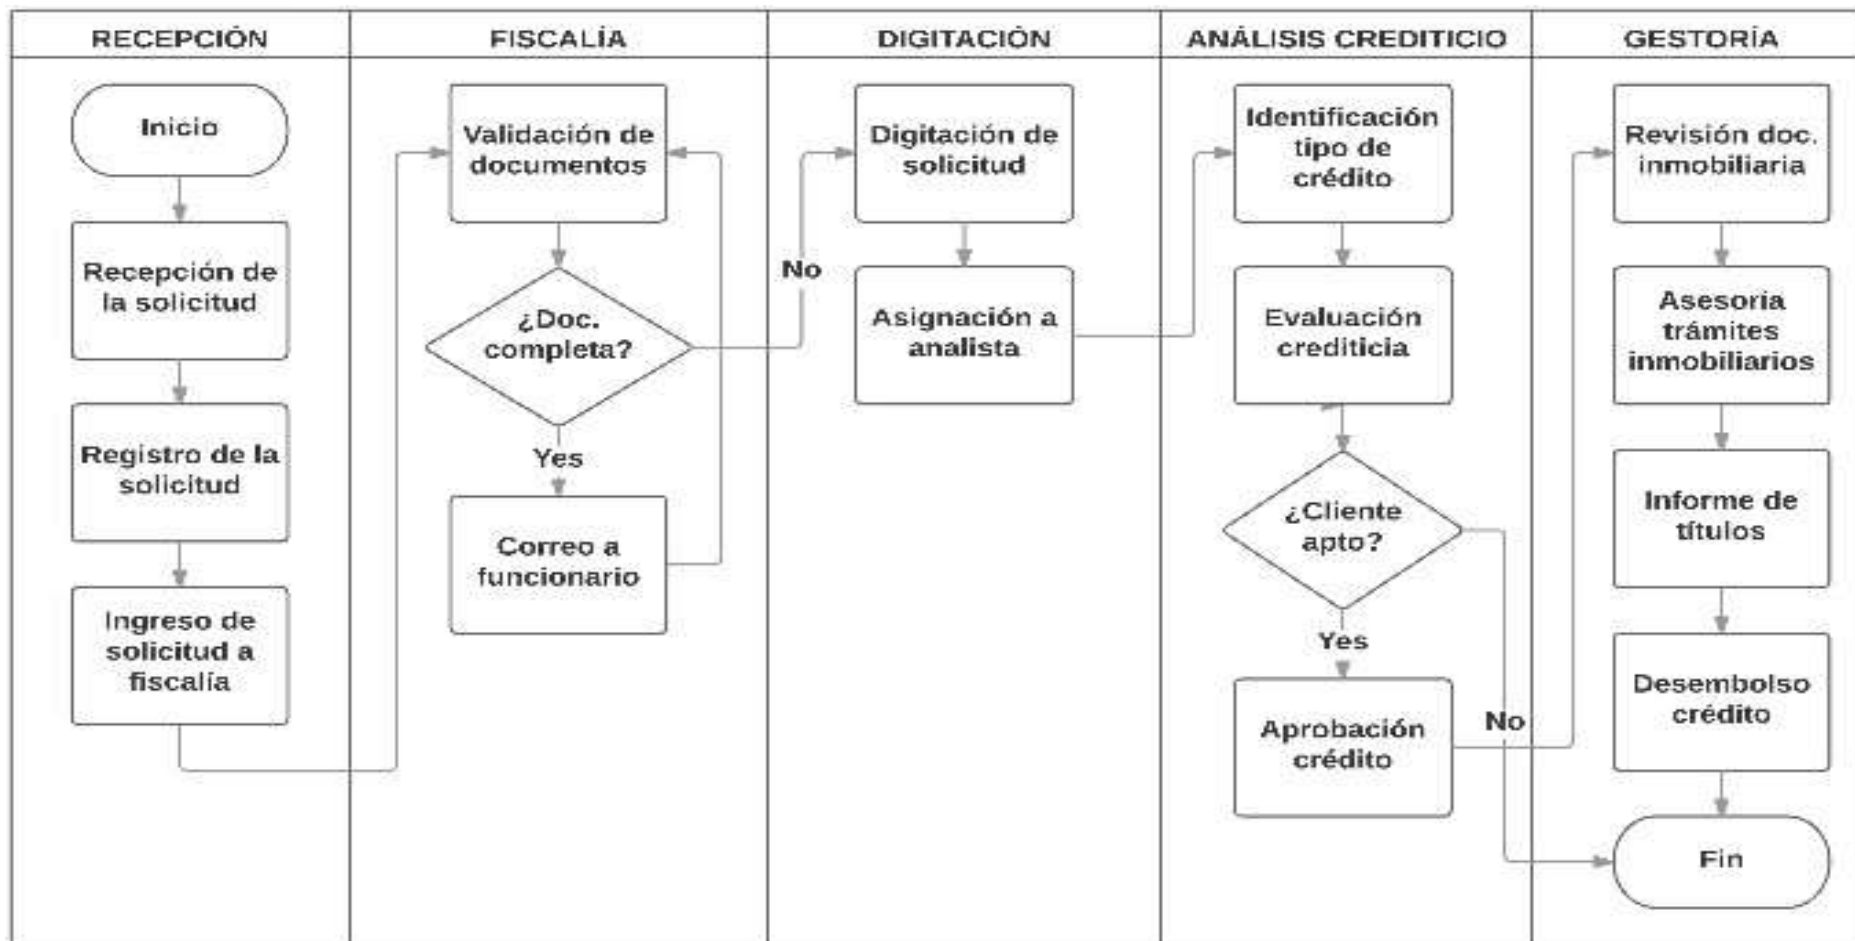 RECEPCIÓN
FISCALÍA
DIGITACIÓN
ANÁLISIS CREDITICIO
GESTORÍA
Inicio
Recepción de
la solicitud
Registro de la
solicitud
Ingreso de
solicitud a
fiscalía
Validación de
documentos
¿Doc.
completa?
No
Yes
Correo a
funcionario
Digitación de
solicitud
Asignación a
analista
Identificación
tipo de
crédito
Evaluación
crediticia
¿Cliente
apto?
Yes
No
Aprobación
crédito
Revisión doc.
inmobiliaria
Asesoría
trámites
inmobiliarios
Informe de
títulos
Desembolso
crédito
Fin